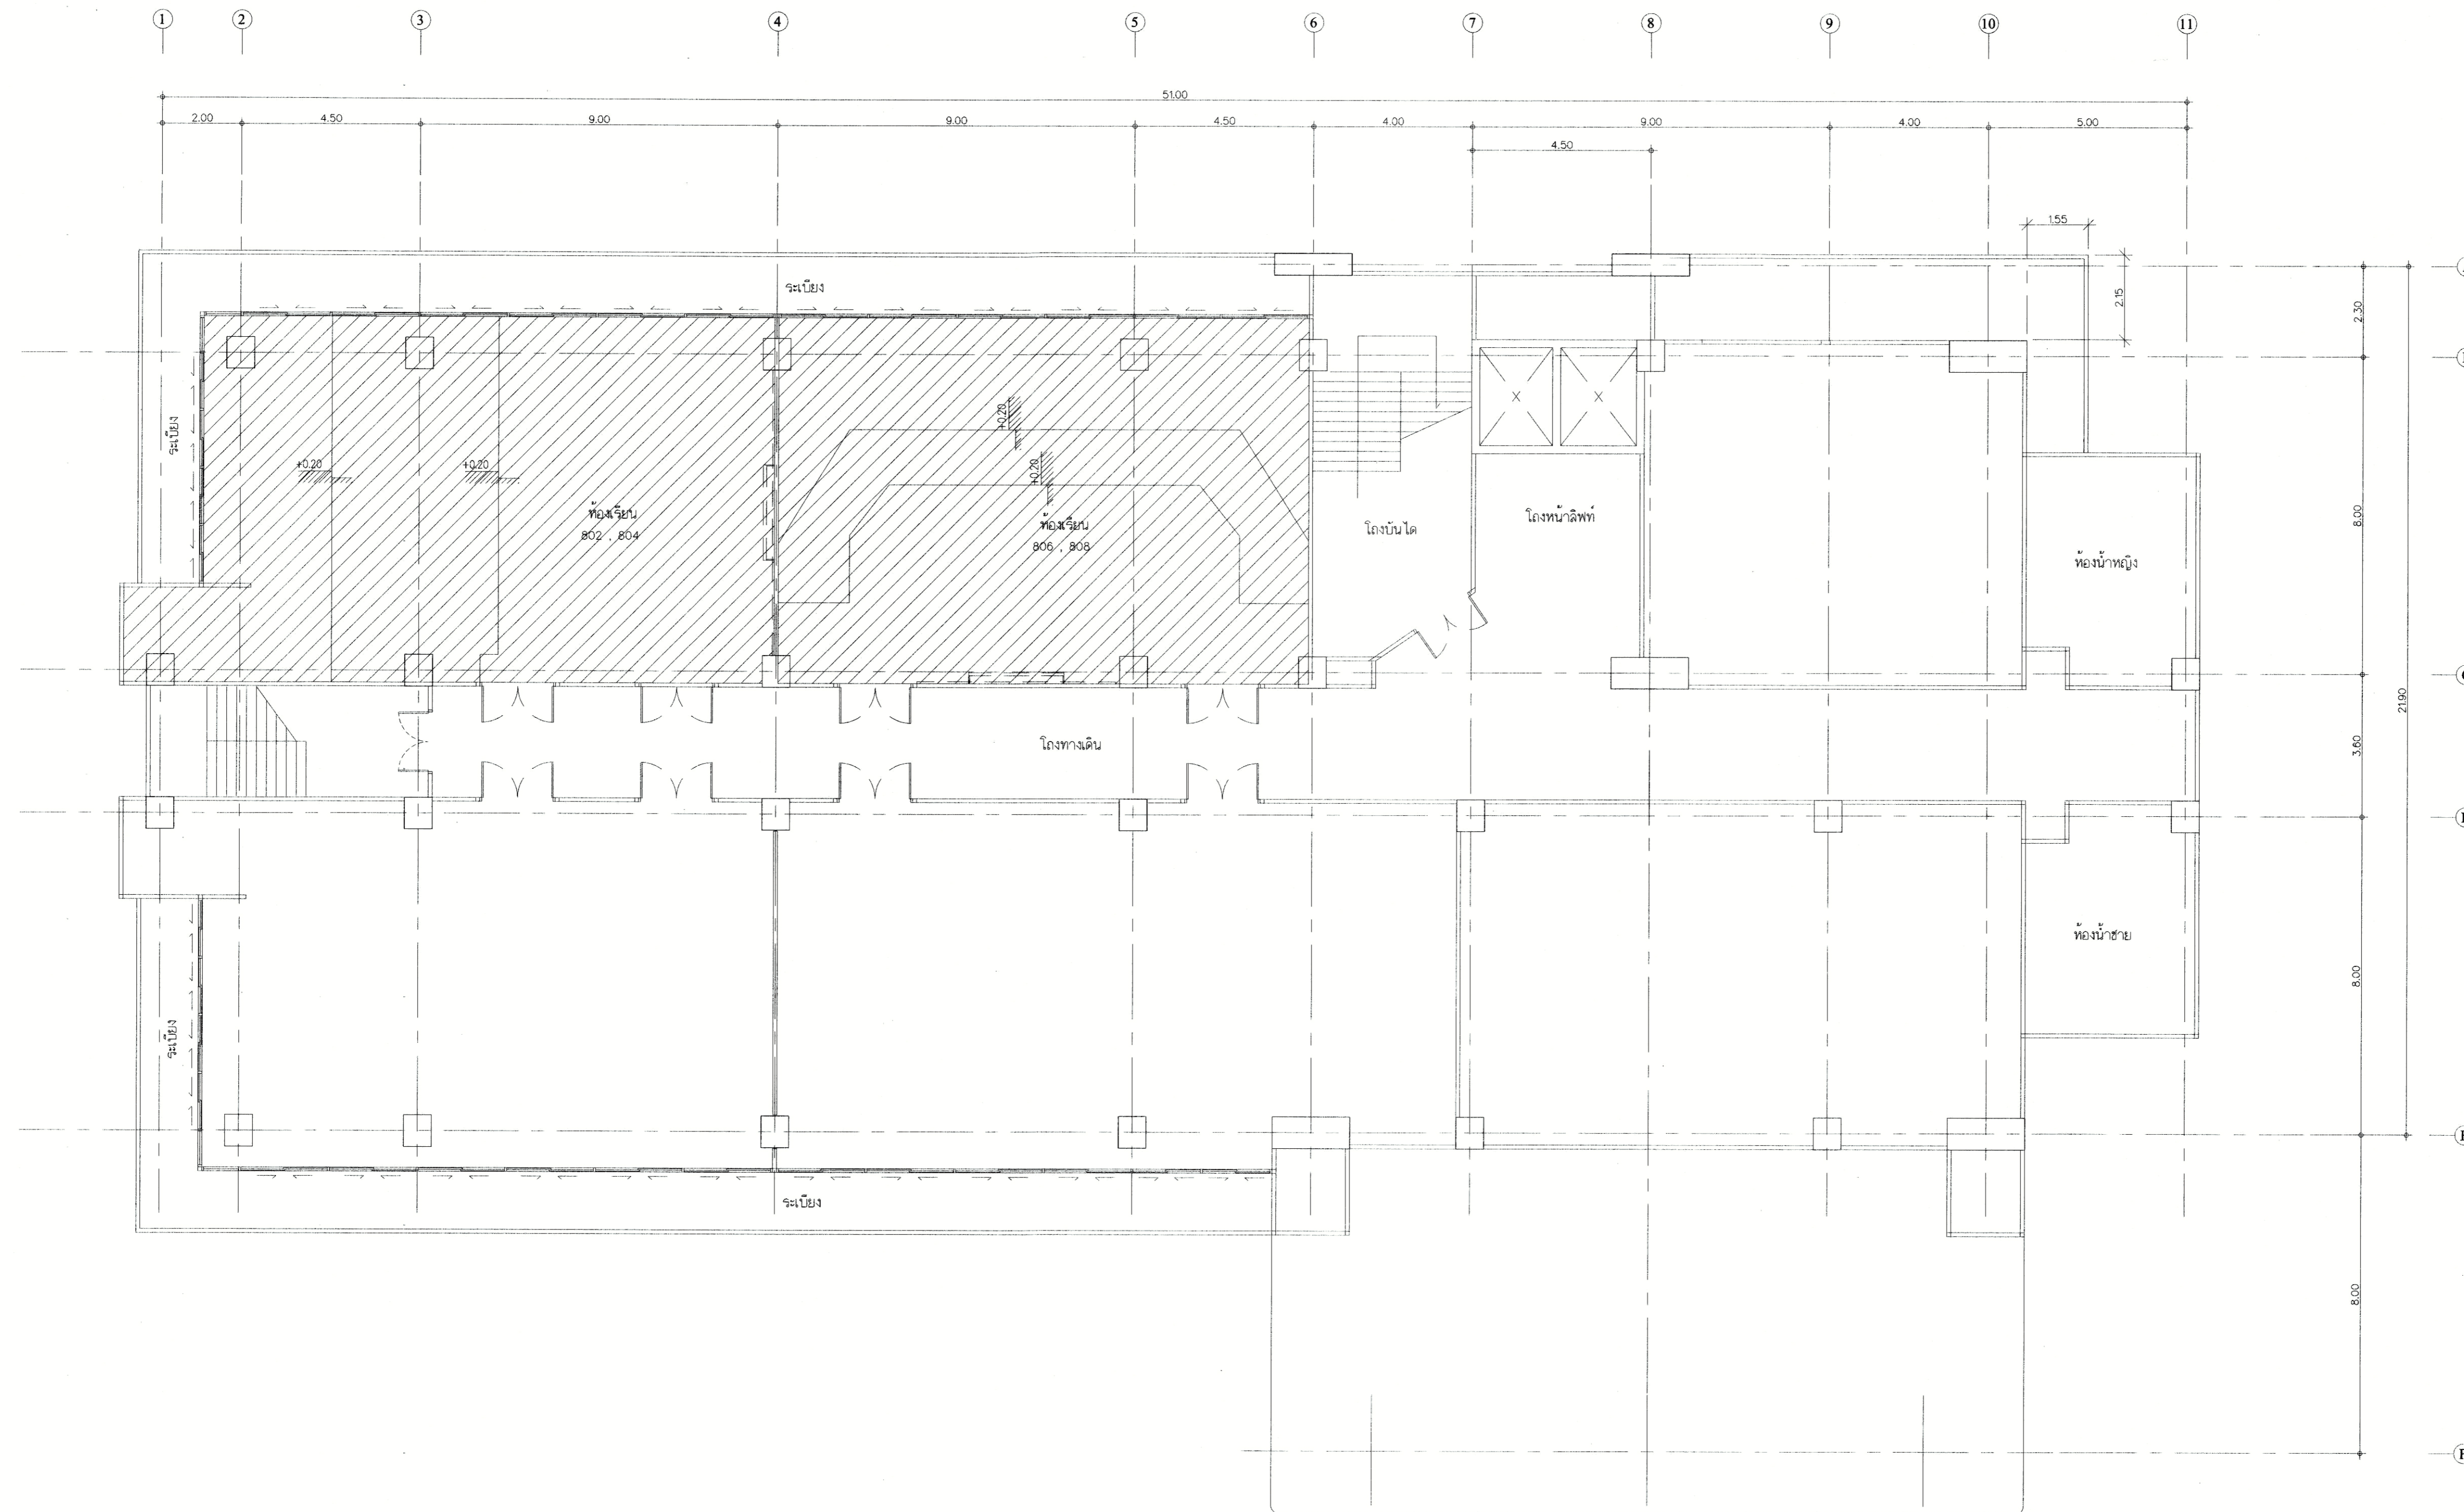 1 2 3 4 5 6 7 8 9 10 11
51.00
2.00 4.50 9.00 9.00 4.50 4.00 9.00 4.00 5.00
4.50
1.55
ระเบียง
2.15
2.30
+0.20
ระเบียง
+0.20 +0.20
+0.20
ห้องเรียน
802 , 804
ห้องเรียน
806 , 808
โถงบันได
โถงหน้าลิฟท์
8.00
ห้องน้ำหญิง
21.90
โถงทางเดิน
3.60
ห้องน้ำชาย
8.00
ระเบียง
ระเบียง
8.00